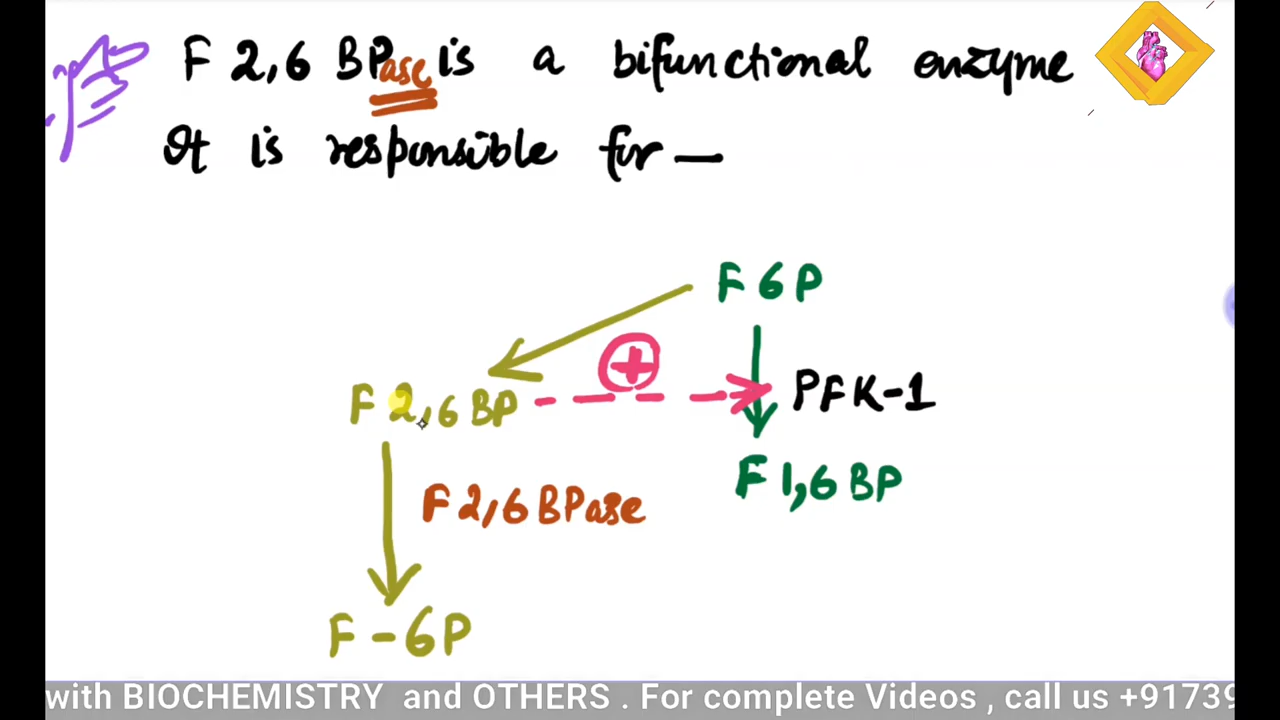 F 2,6 BPase is a bifunctional enzyme
It is responsible for —
F 6P
F 2,6 BP
+
PFK-1
F 1,6 BP
F 2,6 BPase
F - 6P
with BIOCHEMISTRY and OTHERS . For complete Videos , call us +9173